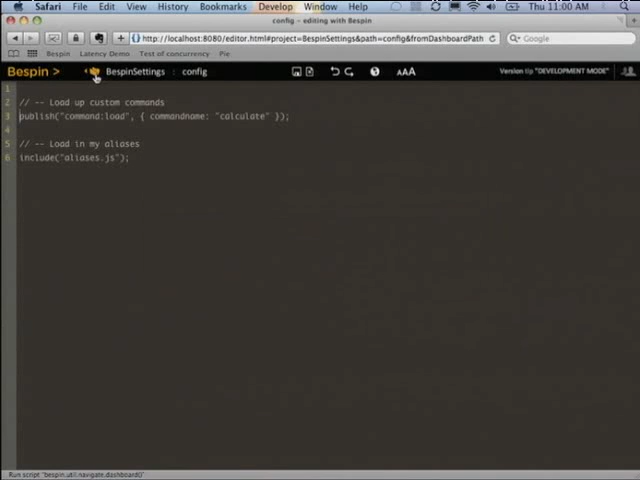 Safari File Edit View History Bookmarks Develop Window Help Thu 11:00 AM
config - editing with Bespin
http://localhost:8080/editor.html#project=BespinSettings&path=config&fromDashboardPath Google
Bespin Latency Demo Test of concurrency Pie
Bespin > BespinSettings : config AAA Version tip "DEVELOPMENT MODE"
1
2 // -- Load up custom commands
3 publish("command:load", { commandname: "calculate" });
4
5 // -- Load in my aliases
6 include("aliases.js");
Run script "bespin.util.navigate.dashboard()"